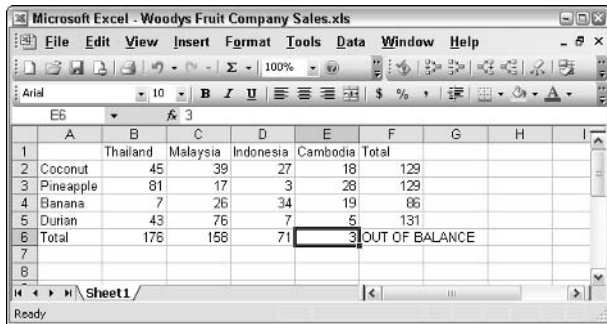 Microsoft Excel - Woodys Fruit Company Sales.xls
File Edit View Insert Format Tools Data Window Help
Σ 100%
Arial 10 B I U $ % , A
E6 fx 3
A B C D E F G H I
1 Thailand Malaysia Indonesia Cambodia Total
2 Coconut 45 39 27 18 129
3 Pineapple 81 17 3 28 129
4 Banana 7 26 34 19 86
5 Durian 43 76 7 5 131
6 Total 176 158 71 3 OUT OF BALANCE
7
8
Sheet1
Ready